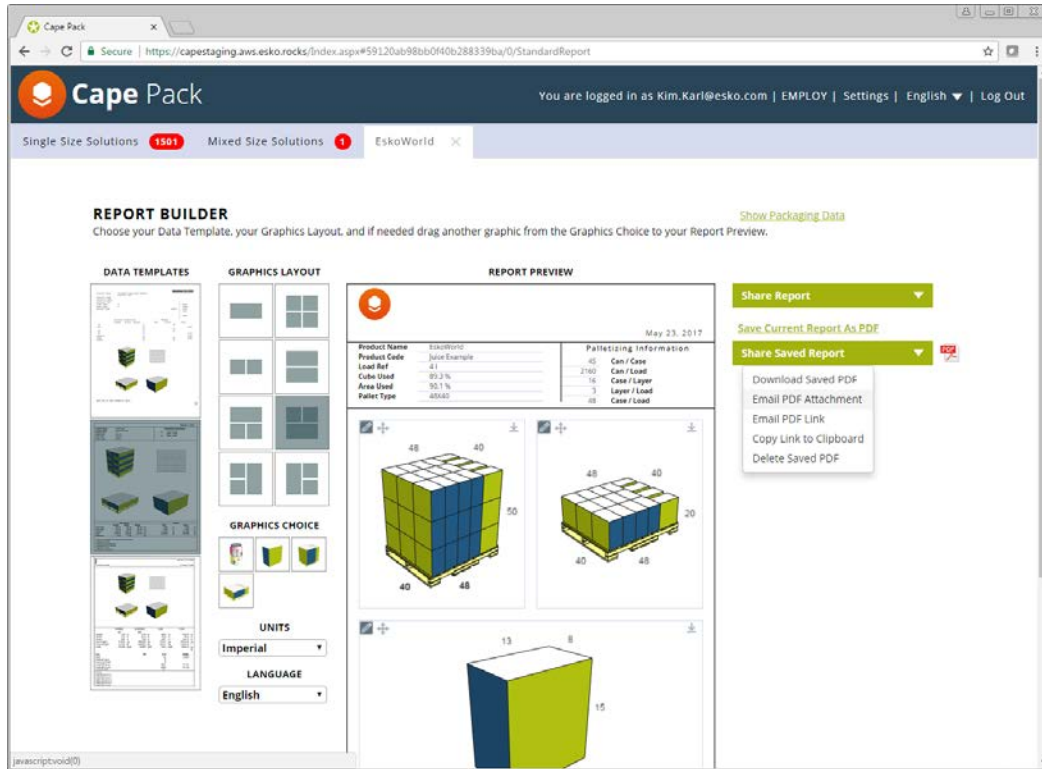 Cape Pack
Secure https://capestaging.aws.esko.rocks/Index.aspx#59120ab98bb0f40b288339ba/0/StandardReport
Cape Pack
You are logged in as Kim.Karl@esko.com | EMPLOY | Settings | English | Log Out
Single Size Solutions 1501 Mixed Size Solutions 1 EskoWorld
REPORT BUILDER
Show Packaging Data
Choose your Data Template, your Graphics Layout, and if needed drag another graphic from the Graphics Choice to your Report Preview.
DATA TEMPLATES GRAPHICS LAYOUT REPORT PREVIEW
Share Report
May 23, 2017
Save Current Report As PDF
Share Saved Report PDF
Product Name EskoWorld
Product Code Juice Example
Load Ref
Cube Used 89.3 %
Area Used 90.1 %
Pallet Type 48X40
Palletizing Information
45 Can / Case
2160 Can / Load
16 Case / Layer
3 Layer / Load
48 Case / Load
Download Saved PDF
Email PDF Attachment
Email PDF Link
Copy Link to Clipboard
Delete Saved PDF
48 40
50
40 48
48 40
20
40 48
GRAPHICS CHOICE
UNITS
Imperial
LANGUAGE
English
13 8
15
javascript:void(0)